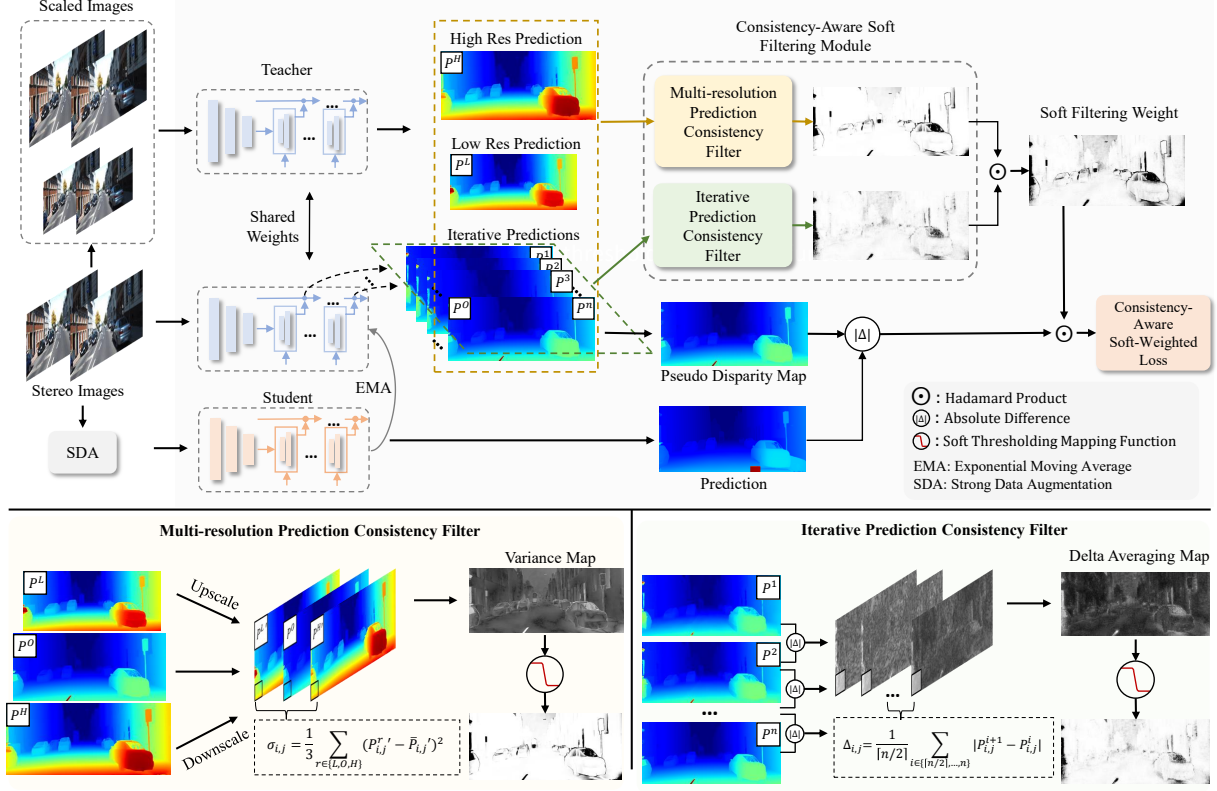 Scaled Images
Teacher
Shared
Weights
Stereo Images
SDA
Student
EMA
High Res Prediction
P^H
Low Res Prediction
P^L
Iterative Predictions
P^1
P^2
P^3
P^O
P^n
Consistency-Aware Soft
Filtering Module
Multi-resolution
Prediction
Consistency
Filter
Iterative
Prediction
Consistency
Filter
Soft Filtering Weight
Pseudo Disparity Map
|Δ|
Prediction
Consistency-
Aware
Soft-Weighted
Loss
⊙ : Hadamard Product
|Δ| : Absolute Difference
: Soft Thresholding Mapping Function
EMA: Exponential Moving Average
SDA: Strong Data Augmentation
Multi-resolution Prediction Consistency Filter
P^L
P^O
P^H
Upscale
Downscale
P^L'
P^O'
P^H'
Variance Map
σ_{i,j} = 1/3 ∑_{r∈{L,O,H}} (P^r_{i,j}′ − P̄_{i,j}′)^2
Iterative Prediction Consistency Filter
P^1
P^2
...
P^n
|Δ|
|Δ|
|Δ|
...
Delta Averaging Map
Δ_{i,j} = 1/⌈n/2⌉ ∑_{i∈{⌈n/2⌉,…,n}} |P^{i+1}_{i,j} − P^i_{i,j}|